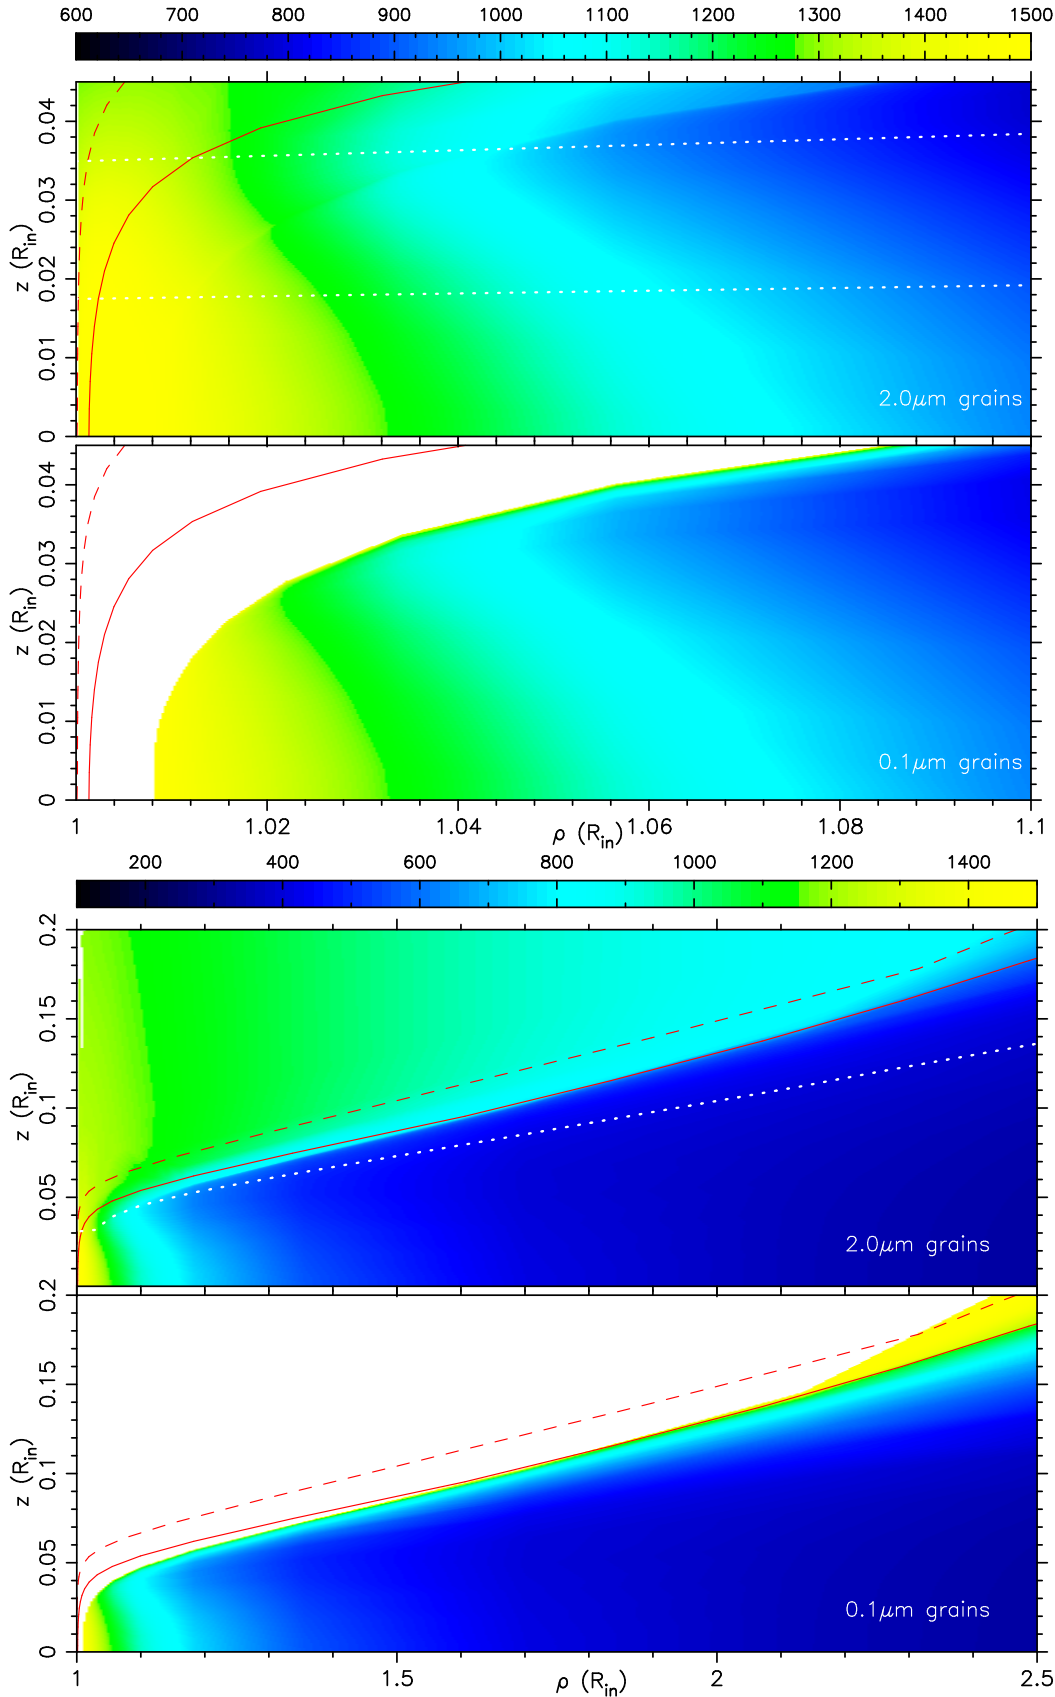 600 700 800 900 1000 1100 1200 1300 1400 1500
0.04
0.03
0.02
0.01
0
z (R_in)
2.0μm grains
0.04
0.03
0.02
0.01
0
z (R_in)
0.1μm grains
1 1.02 1.04 1.06 1.08 1.1
ρ (R_in)
200 400 600 800 1000 1200 1400
0.2
0.15
0.1
0.05
z (R_in)
2.0μm grains
0.2
0.2
0.15
0.1
0.05
0
z (R_in)
0.1μm grains
1 1.5 2 2.5
ρ (R_in)